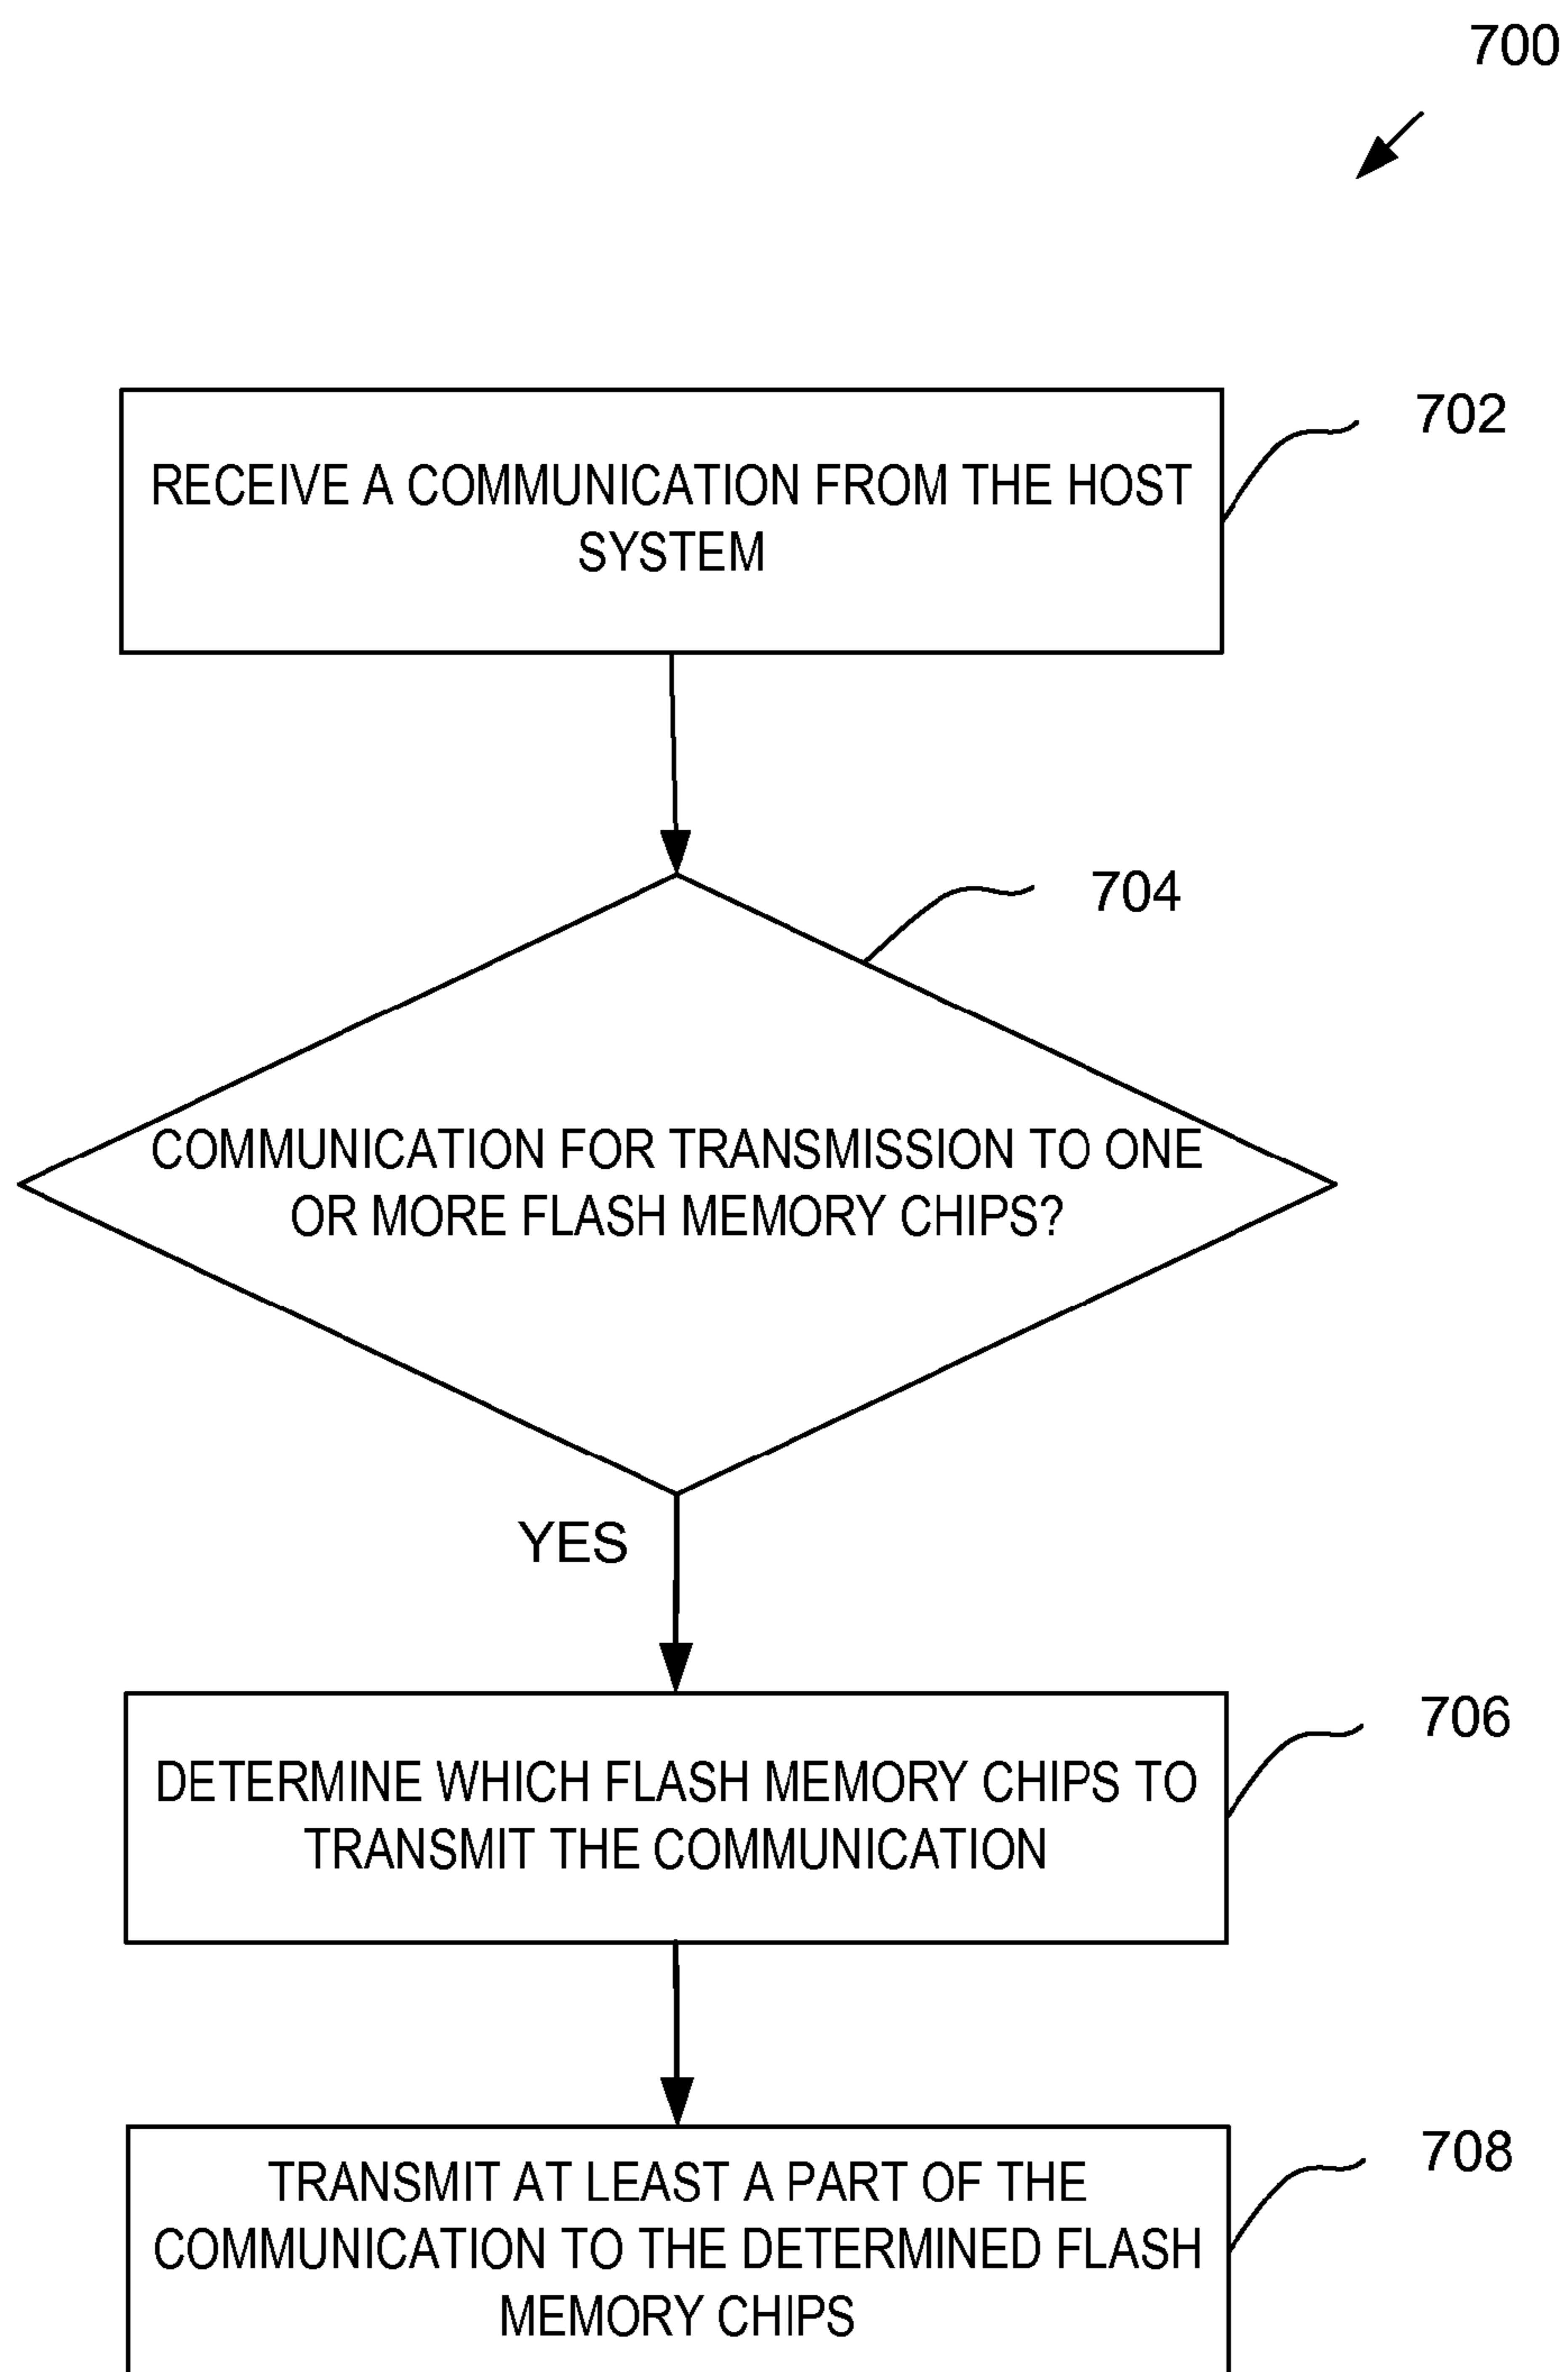 700
RECEIVE A COMMUNICATION FROM THE HOST
SYSTEM
702
704
COMMUNICATION FOR TRANSMISSION TO ONE
OR MORE FLASH MEMORY CHIPS?
YES
DETERMINE WHICH FLASH MEMORY CHIPS TO
TRANSMIT THE COMMUNICATION
706
TRANSMIT AT LEAST A PART OF THE
COMMUNICATION TO THE DETERMINED FLASH
MEMORY CHIPS
708